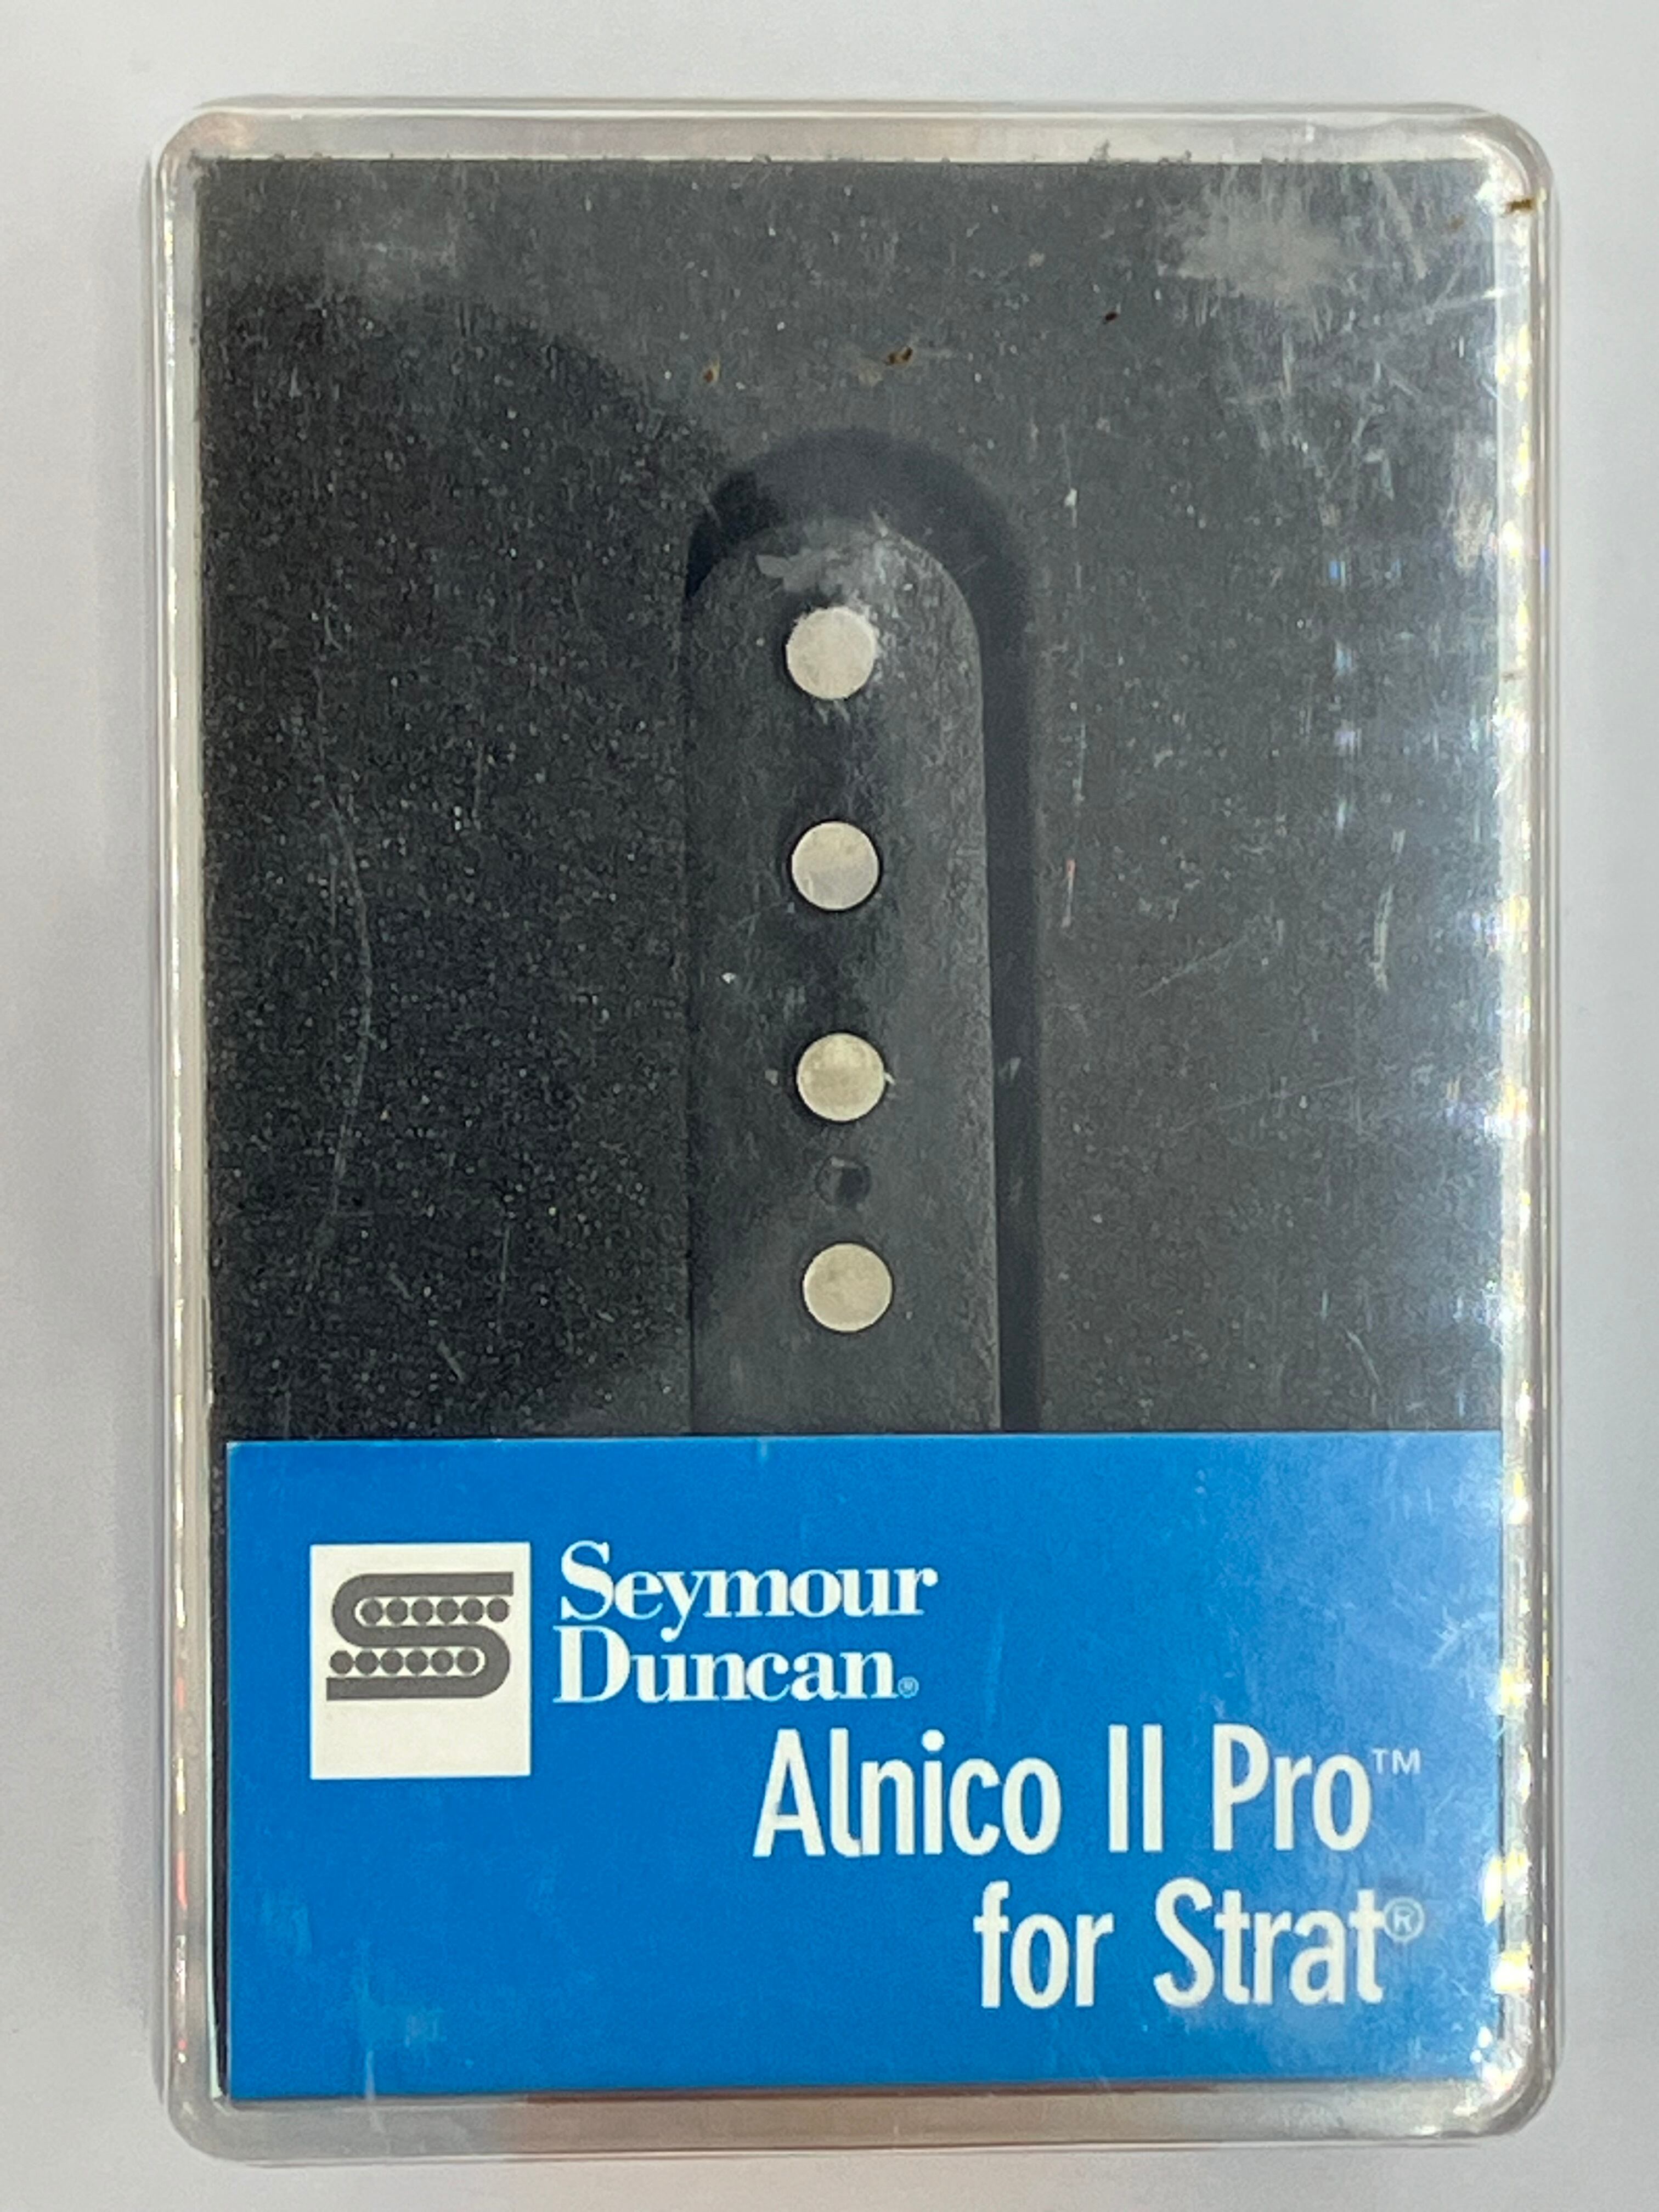 Seymour
Duncan®
Alnico II Pro™
for Strat®